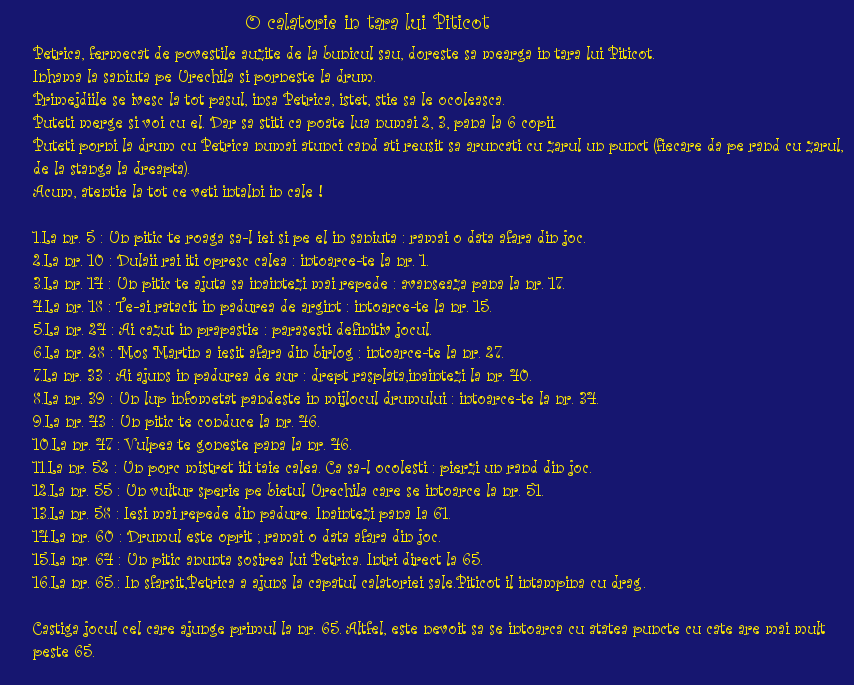 O calatorie in tara lui Piticot
Petrica, fermecat de povestile auzite de la bunicul sau, doreste sa mearga in tara lui Piticot.
Inhama la saniuta pe Urechila si porneste la drum.
Primejdiile se ivesc la tot pasul, insa Petrica, istet, stie sa le ocoleasca.
Puteti merge si voi cu el. Dar sa stiti ca poate lua numai 2, 3, pana la 6 copii.
Puteti porni la drum cu Petrica numai atunci cand ati reusit sa aruncati cu zarul un punct (fiecare da pe rand cu zarul,
de la stanga la dreapta).
Acum, atentie la tot ce veti intalni in cale !
1.La nr. 5 : Un pitic te roaga sa-l iei si pe el in saniuta : ramai o data afara din joc.
2.La nr. 10 : Dulaii rai iti opresc calea : intoarce-te la nr. 1.
3.La nr. 14 : Un pitic te ajuta sa inaintezi mai repede : avanseaza pana la nr. 17.
4.La nr. 18 : Te-ai ratacit in padurea de argint : intoarce-te la nr. 15.
5.La nr. 24 : Ai cazut in prapastie : parasesti definitiv jocul.
6.La nr. 28 : Mos Martin a iesit afara din birlog : intoarce-te la nr. 27.
7.La nr. 33 : Ai ajuns in padurea de aur : drept rasplata,inaintezi la nr. 40.
8.La nr. 39 : Un lup infometat pandeste in mijlocul drumului : intoarce-te la nr. 34.
9.La nr. 43 : Un pitic te conduce la nr. 46.
10.La nr. 47 : Vulpea te goneste pana la nr. 46.
11.La nr. 52 : Un porc mistret iti taie calea. Ca sa-l ocolesti : pierzi un rand din joc.
12.La nr. 55 : Un vultur sperie pe bietul Urechila care se intoarce la nr. 51.
13.La nr. 58 : Iesi mai repede din padure. Inaintezi pana la 61.
14.La nr. 60 : Drumul este oprit ; ramai o data afara din joc.
15.La nr. 64 : Un pitic anunta sosirea lui Petrica. Intri direct la 65.
16.La nr. 65.: In sfarsit,Petrica a ajuns la capatul calatoriei sale.Piticot il intampina cu drag.
Castiga jocul cel care ajunge primul la nr. 65. Altfel, este nevoit sa se intoarca cu atatea puncte cu cate are mai mult
peste 65.